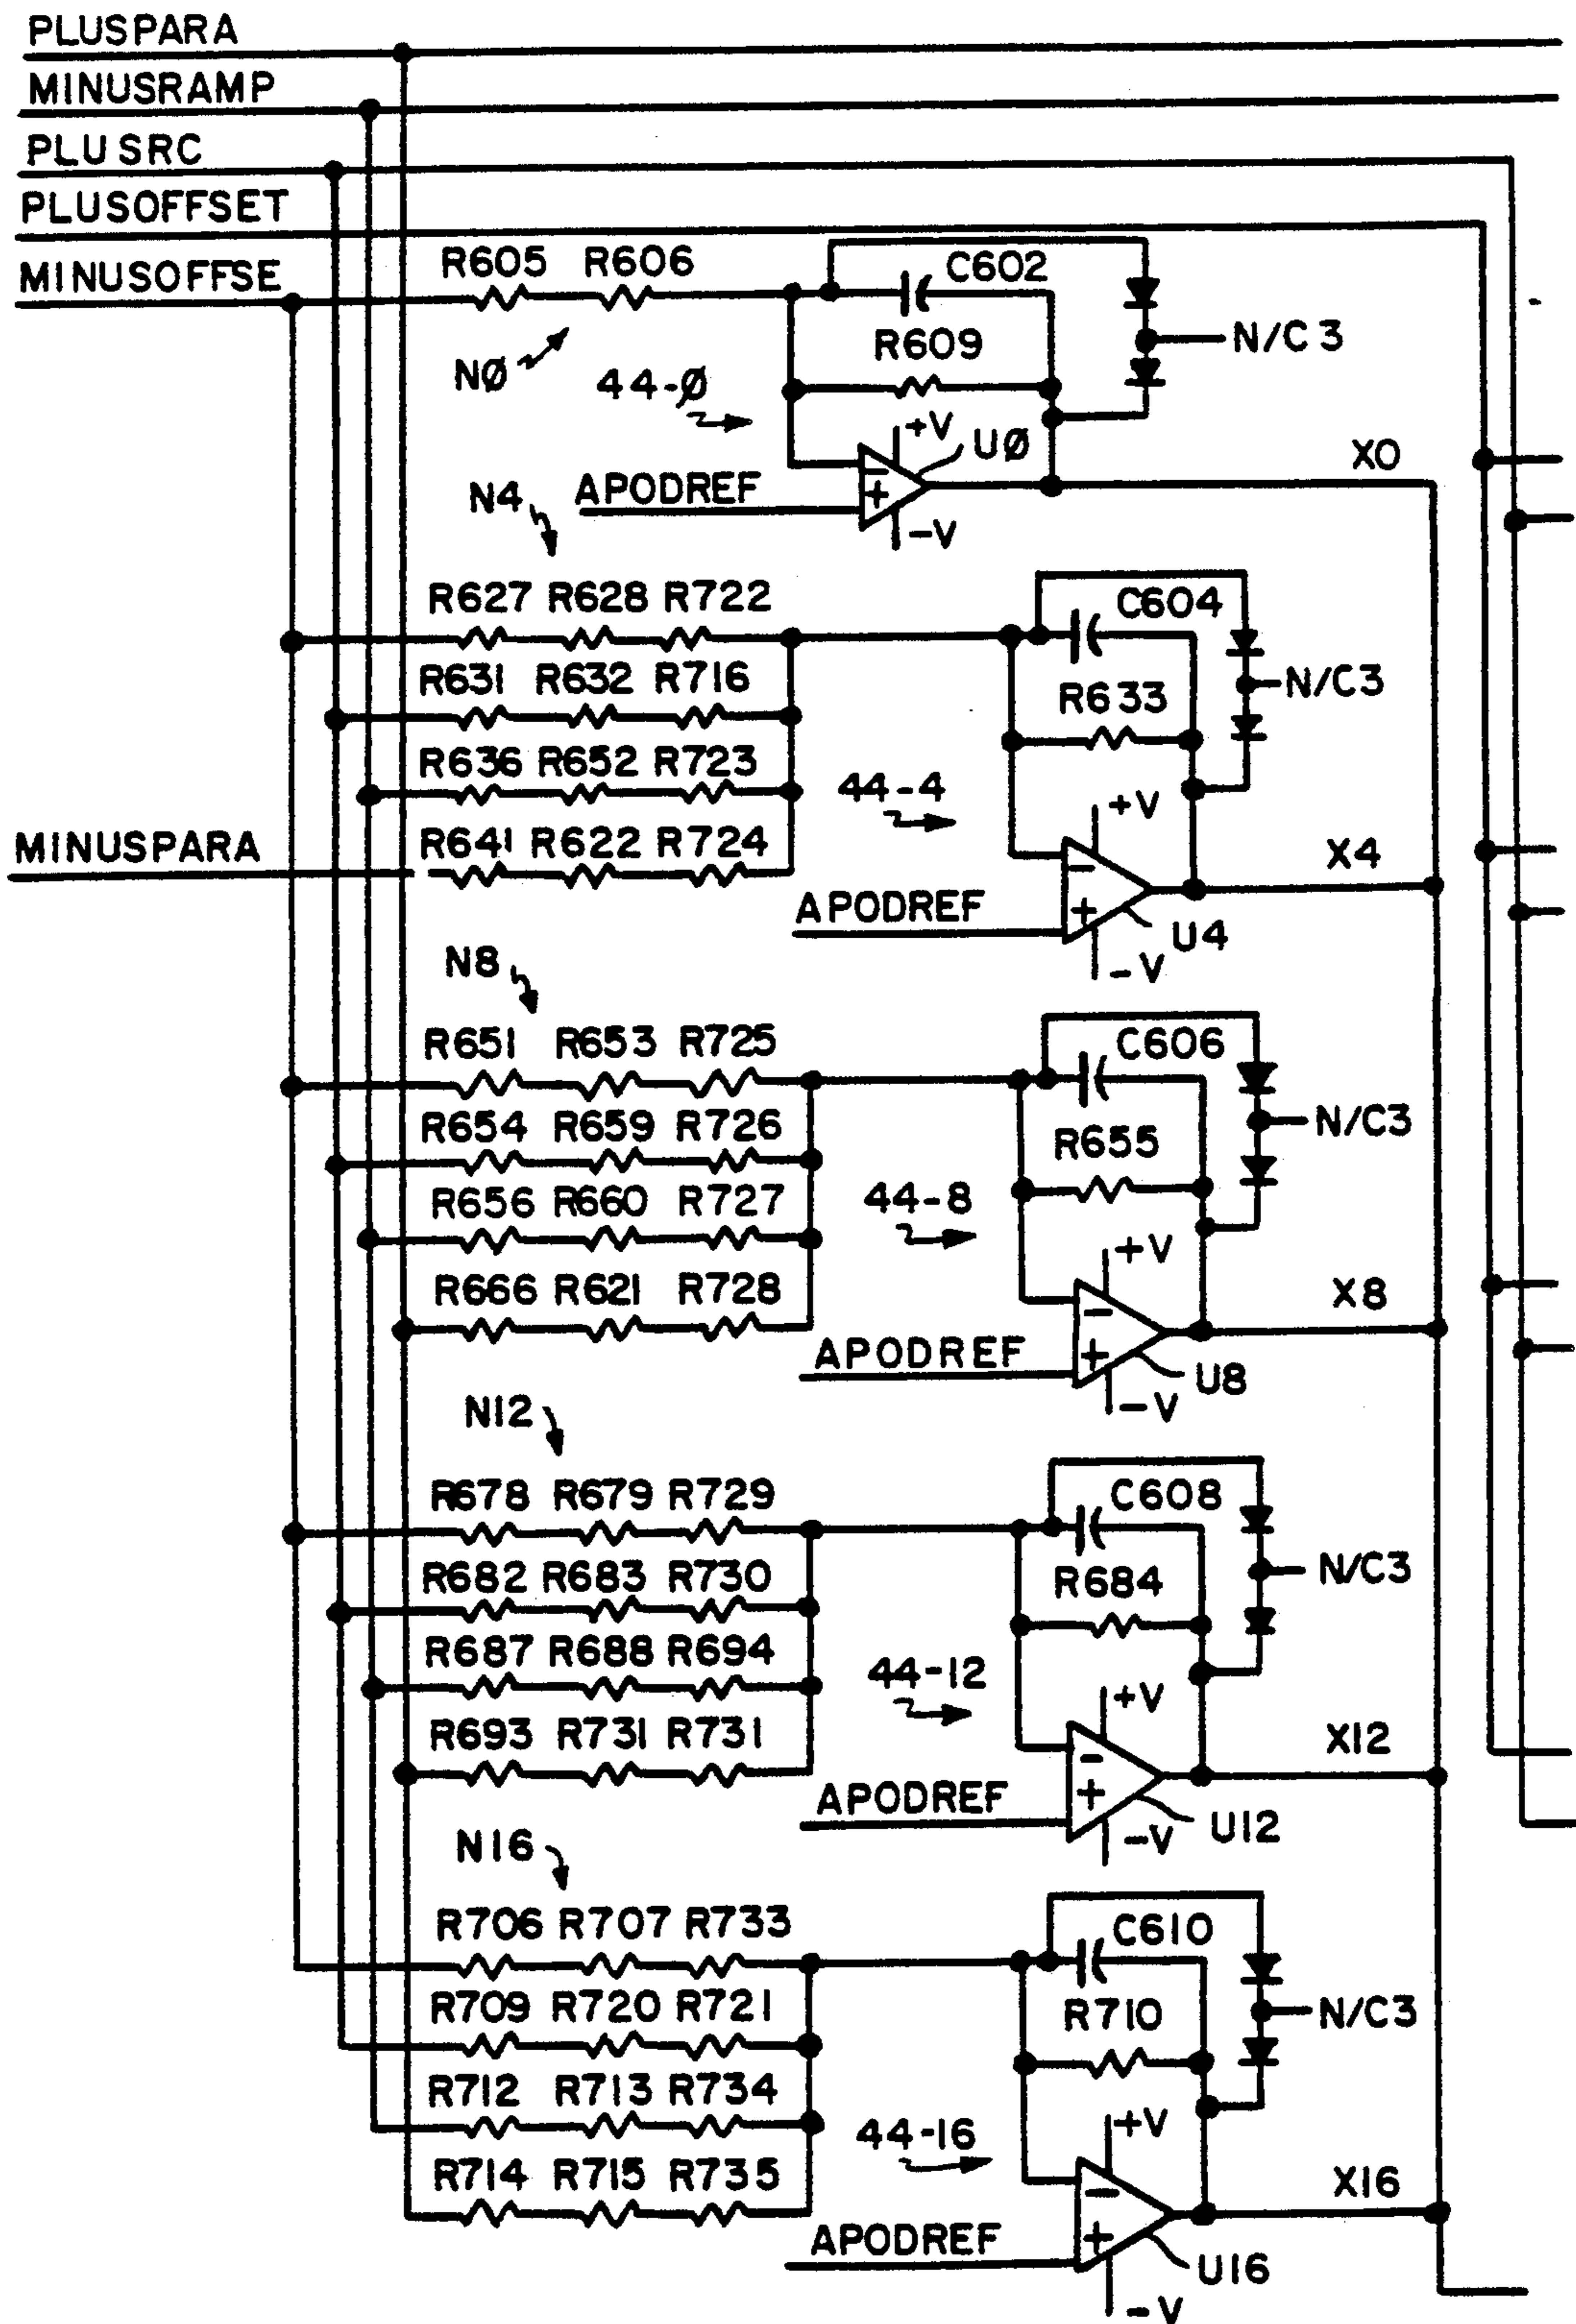 PLUSPARA
MINUSRAMP
PLUSRC
PLUSOFFSET
MINUSOFFSE
R605 R606
C602
R609
N/C 3
NØ
44-Ø
+V
UØ
X0
APODREF
-V
N4
R627 R628 R722
C604
R631 R632 R716
R633
N/C3
R636 R652 R723
44-4
+V
MINUSPARA
R641 R622 R724
X4
APODREF
U4
-V
N8
R651 R653 R725
C606
R654 R659 R726
R655
N/C3
R656 R660 R727
44-8
+V
R666 R621 R728
X8
APODREF
U8
-V
N12
R678 R679 R729
C608
R682 R683 R730
R684
N/C3
R687 R688 R694
44-12
+V
R693 R731 R731
X12
APODREF
U12
-V
N16
R706 R707 R733
C610
R709 R720 R721
R710
N/C3
R712 R713 R734
44-16
+V
R714 R715 R735
X16
APODREF
U16
-V